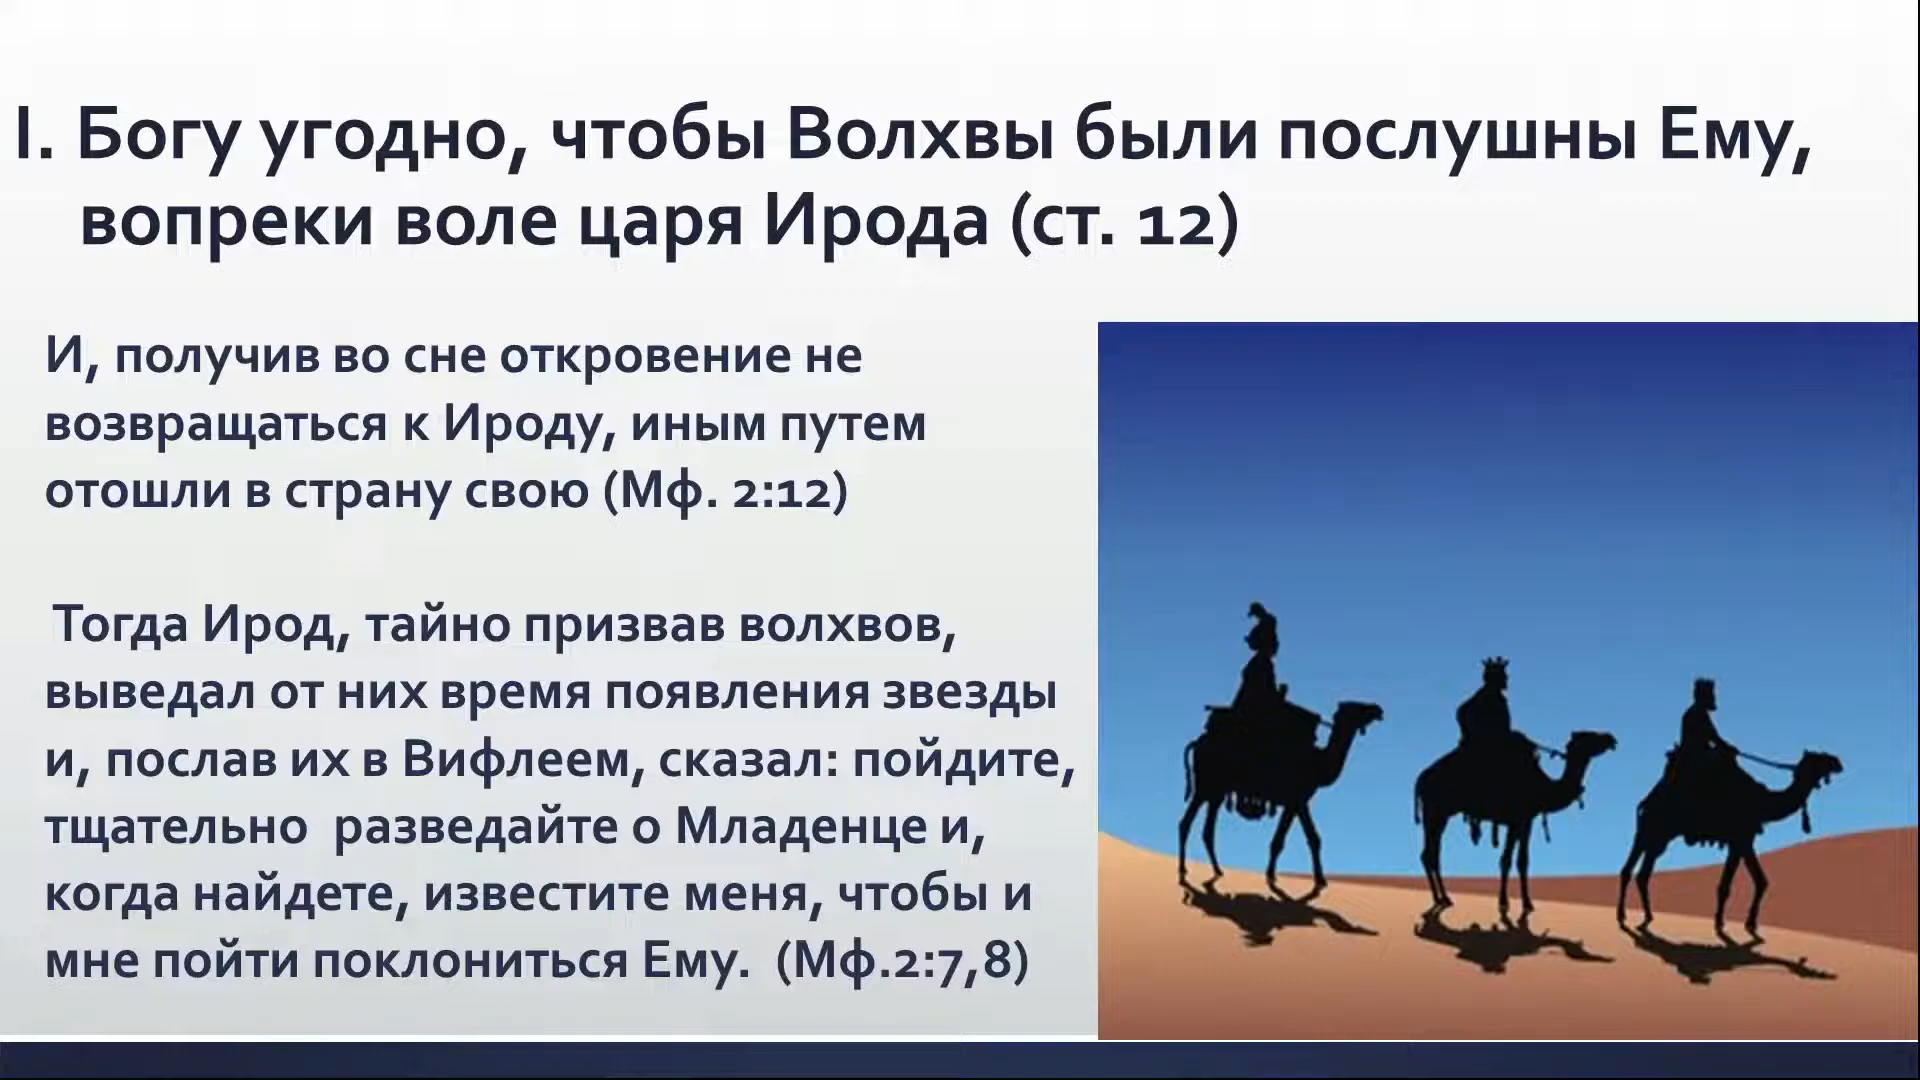 I. Богу угодно, чтобы Волхвы были послушны Ему,
вопреки воле царя Ирода (ст. 12)
И, получив во сне откровение не
возвращаться к Ироду, иным путем
отошли в страну свою (Мф. 2:12)
Тогда Ирод, тайно призвав волхвов,
выведал от них время появления звезды
и, послав их в Вифлеем, сказал: пойдите,
тщательно разведайте о Младенце и,
когда найдете, известите меня, чтобы и
мне пойти поклониться Ему. (Мф.2:7,8)